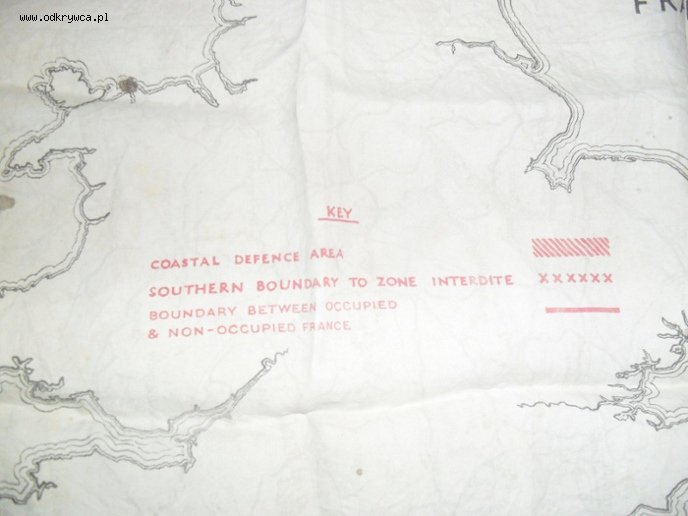 www.odkrywca.pl
FRA
KEY
COASTAL DEFENCE AREA
SOUTHERN BOUNDARY TO ZONE INTERDITE xxxxxx
BOUNDARY BETWEEN OCCUPIED
& NON-OCCUPIED FRANCE